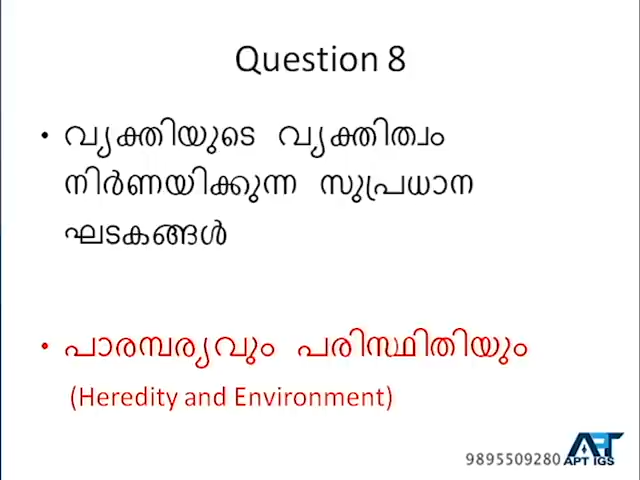 Question 8
• വ്യക്തിയുടെ വ്യക്തിത്വം
നിർണയിക്കുന്ന സുപ്രധാന
ഘടകങ്ങൾ
• പാരമ്പര്യവും പരിസ്ഥിതിയും
(Heredity and Environment)
9895509280 APT IGS